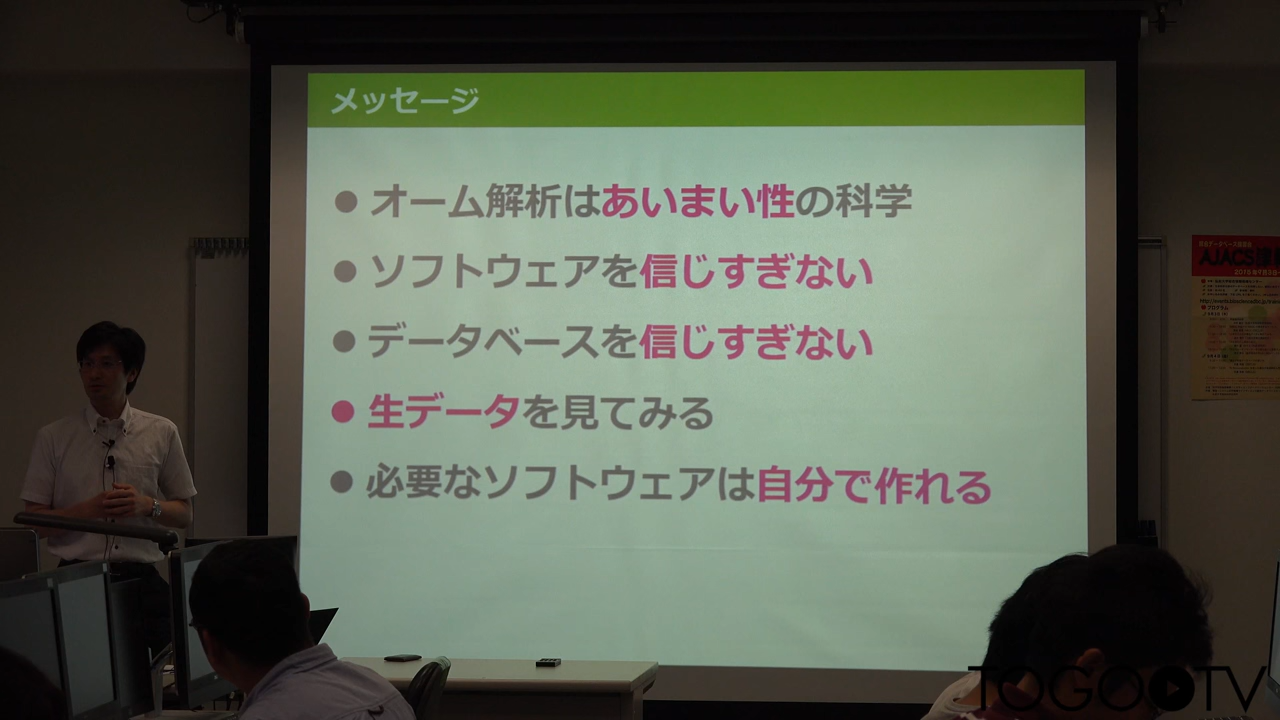 メッセージ
● オーム解析はあいまい性の科学
● ソフトウェアを信じすぎない
● データベースを信じすぎない
● 生データを見てみる
● 必要なソフトウェアは自分で作れる
AJACS
TOGOTV